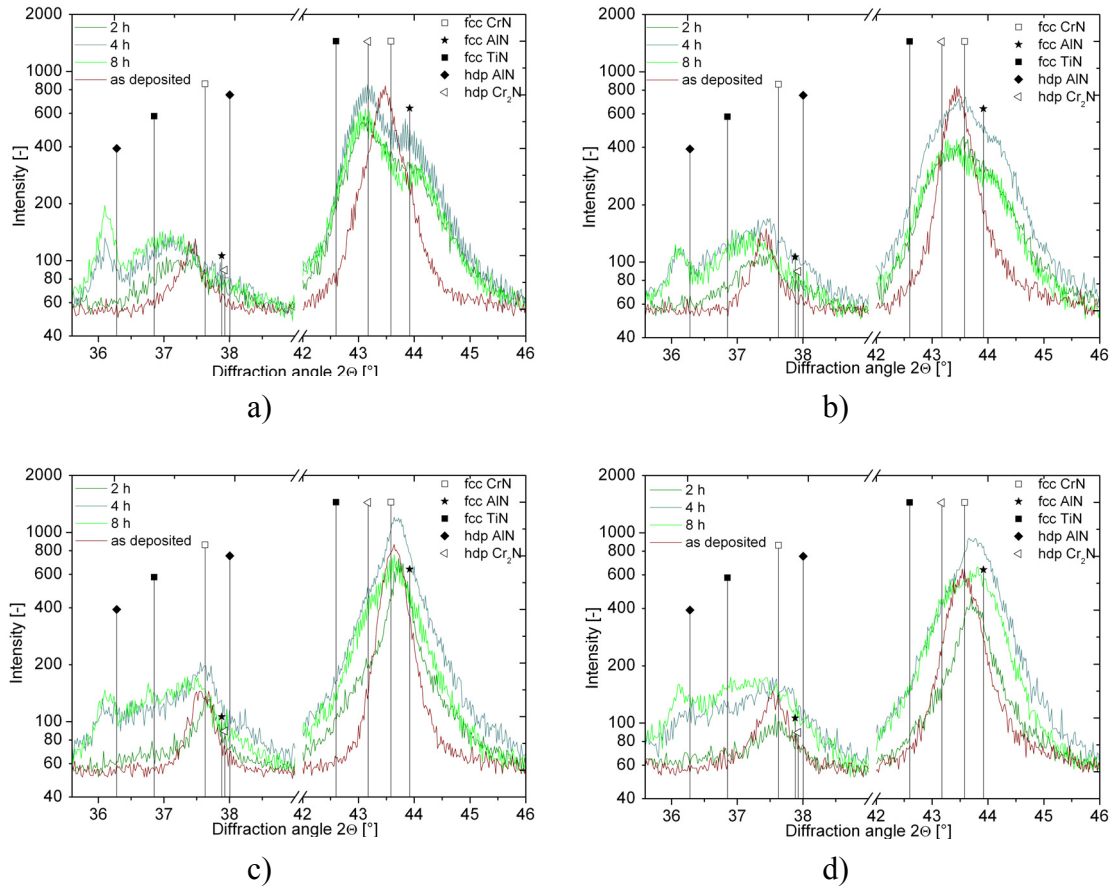 2 h
4 h
8 h
as deposited
fcc CrN
fcc AlN
fcc TiN
hdp AlN
hdp Cr₂N
Intensity [-]
2000
1000
800
600
400
200
100
80
60
40
36 37 38 42 43 44 45 46
Diffraction angle 2Θ [°]
a)
2 h
4 h
8 h
as deposited
fcc CrN
fcc AlN
fcc TiN
hdp AlN
hdp Cr₂N
Intensity [-]
2000
1000
800
600
400
200
100
80
60
40
36 37 38 42 43 44 45 46
Diffraction angle 2Θ [°]
b)
2 h
4 h
8 h
as deposited
fcc CrN
fcc AlN
fcc TiN
hdp AlN
hdp Cr₂N
Intensity [-]
2000
1000
800
600
400
200
100
80
60
40
36 37 38 42 43 44 45 46
Diffraction angle 2Θ [°]
c)
2 h
4 h
8 h
as deposited
fcc CrN
fcc AlN
fcc TiN
hdp AlN
hdp Cr₂N
Intensity [-]
2000
1000
800
600
400
200
100
80
60
40
36 37 38 42 43 44 45 46
Diffraction angle 2Θ [°]
d)